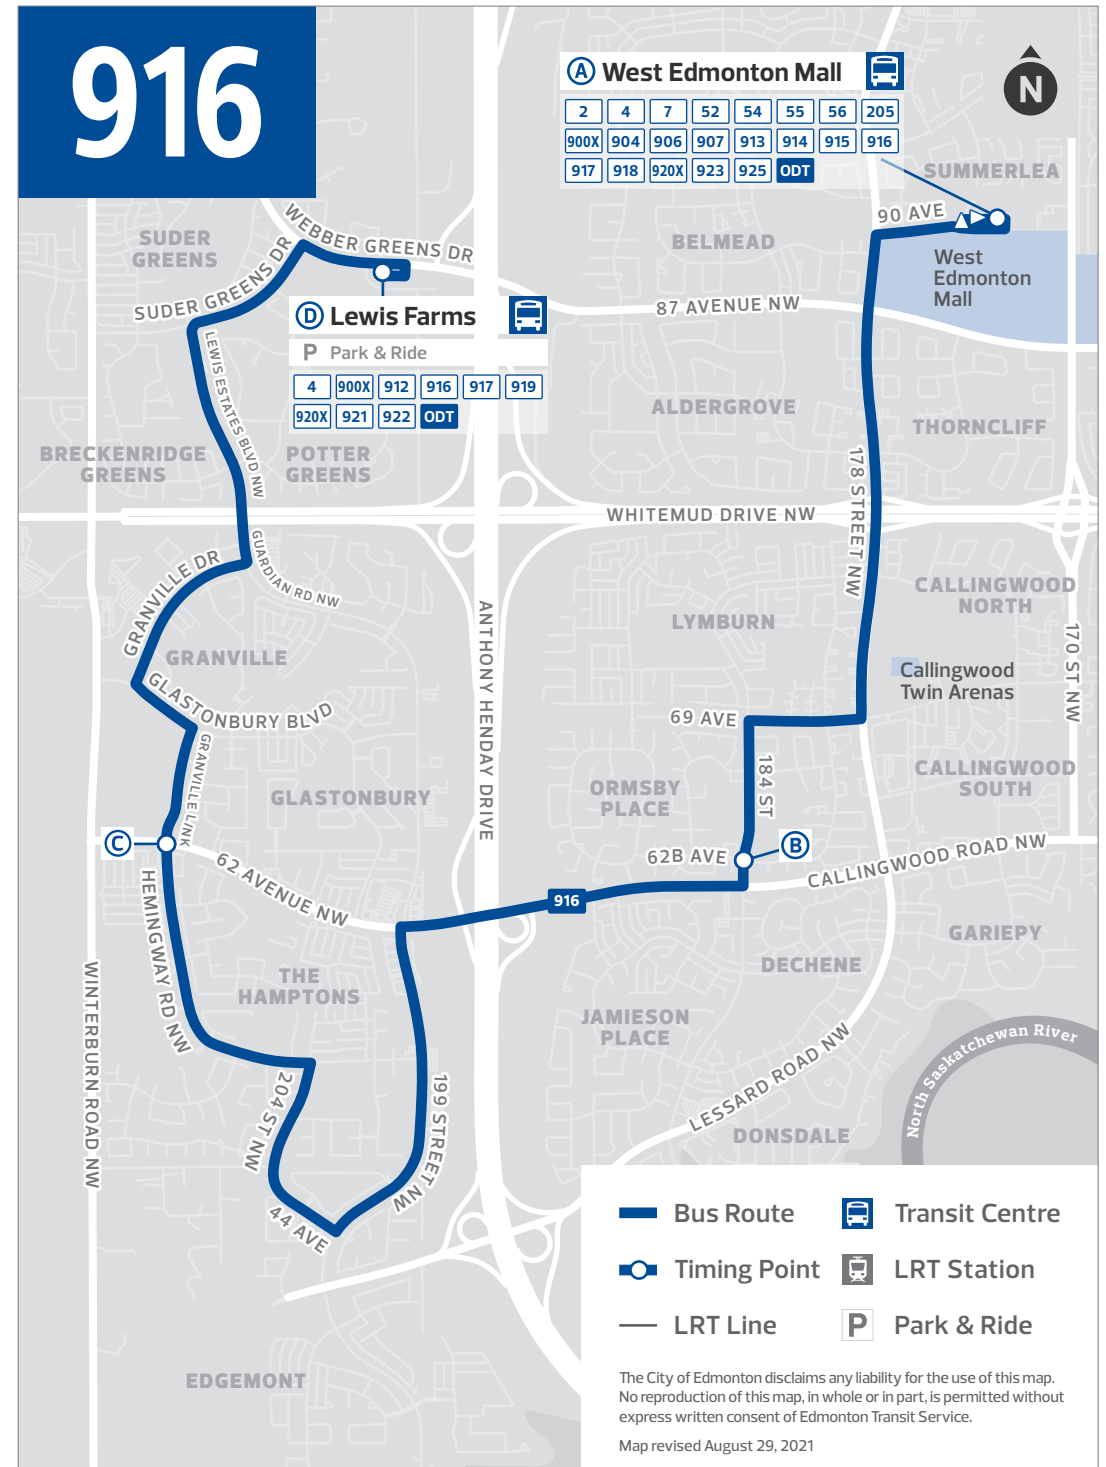 916
A West Edmonton Mall
2 4 7 52 54 55 56 205
900X 904 906 907 913 914 915 916
917 918 920X 923 925 ODT
N
SUMMERLEA
90 AVE
WEBBER GREENS DR
SUDER
GREENS
BELMEAD
West
Edmonton
Mall
SUDER GREENS DR
87 AVENUE NW
D Lewis Farms
P Park & Ride
4 900X 912 916 917 919
920X 921 922 ODT
LEWIS ESTATES BLVD NW
ALDERGROVE
THORNCLIFF
BRECKENRIDGE
GREENS
POTTER
GREENS
178 STREET NW
WHITEMUD DRIVE NW
GUARDIAN RD NW
GRANVILLE DR
CALLINGWOOD
NORTH
ANTHONY HENDAY DRIVE
LYMBURN
170 ST NW
GRANVILLE
Callingwood
Twin Arenas
GLASTONBURY BLVD
69 AVE
GRANVILLE LINK
184 ST
CALLINGWOOD
SOUTH
GLASTONBURY
ORMSBY
PLACE
C
B
62B AVE
CALLINGWOOD ROAD NW
62 AVENUE NW
HEMINGWAY RD NW
916
GARIEPY
DECHENE
THE
HAMPTONS
WINTERBURN ROAD NW
JAMIESON
PLACE
North Saskatchewan River
LESSARD ROAD NW
204 ST NW
199 STREET NW
DONSDALE
44 AVE
EDGEMONT
Bus Route
Transit Centre
Timing Point
LRT Station
LRT Line
P Park & Ride
The City of Edmonton disclaims any liability for the use of this map.
No reproduction of this map, in whole or in part, is permitted without
express written consent of Edmonton Transit Service.
Map revised August 29, 2021